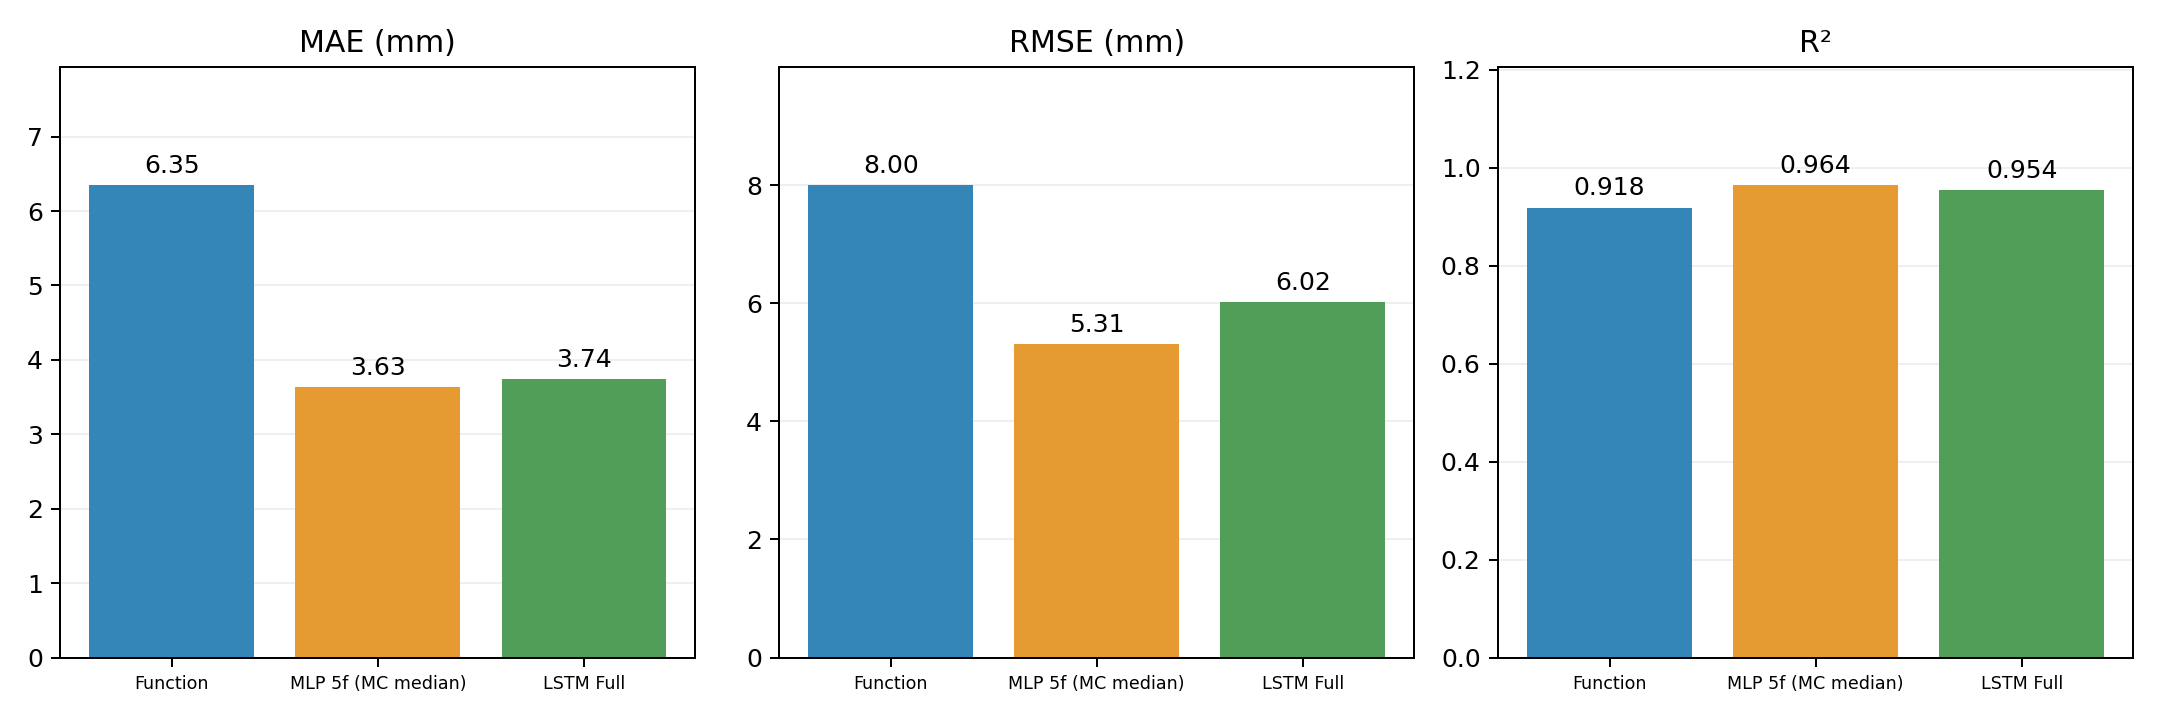 MAE (mm)
7
6
5
4
3
2
1
0
6.35
3.63
3.74
Function
MLP 5f (MC median)
LSTM Full
RMSE (mm)
8
6
4
2
0
8.00
5.31
6.02
Function
MLP 5f (MC median)
LSTM Full
R²
1.2
1.0
0.8
0.6
0.4
0.2
0.0
0.918
0.964
0.954
Function
MLP 5f (MC median)
LSTM Full